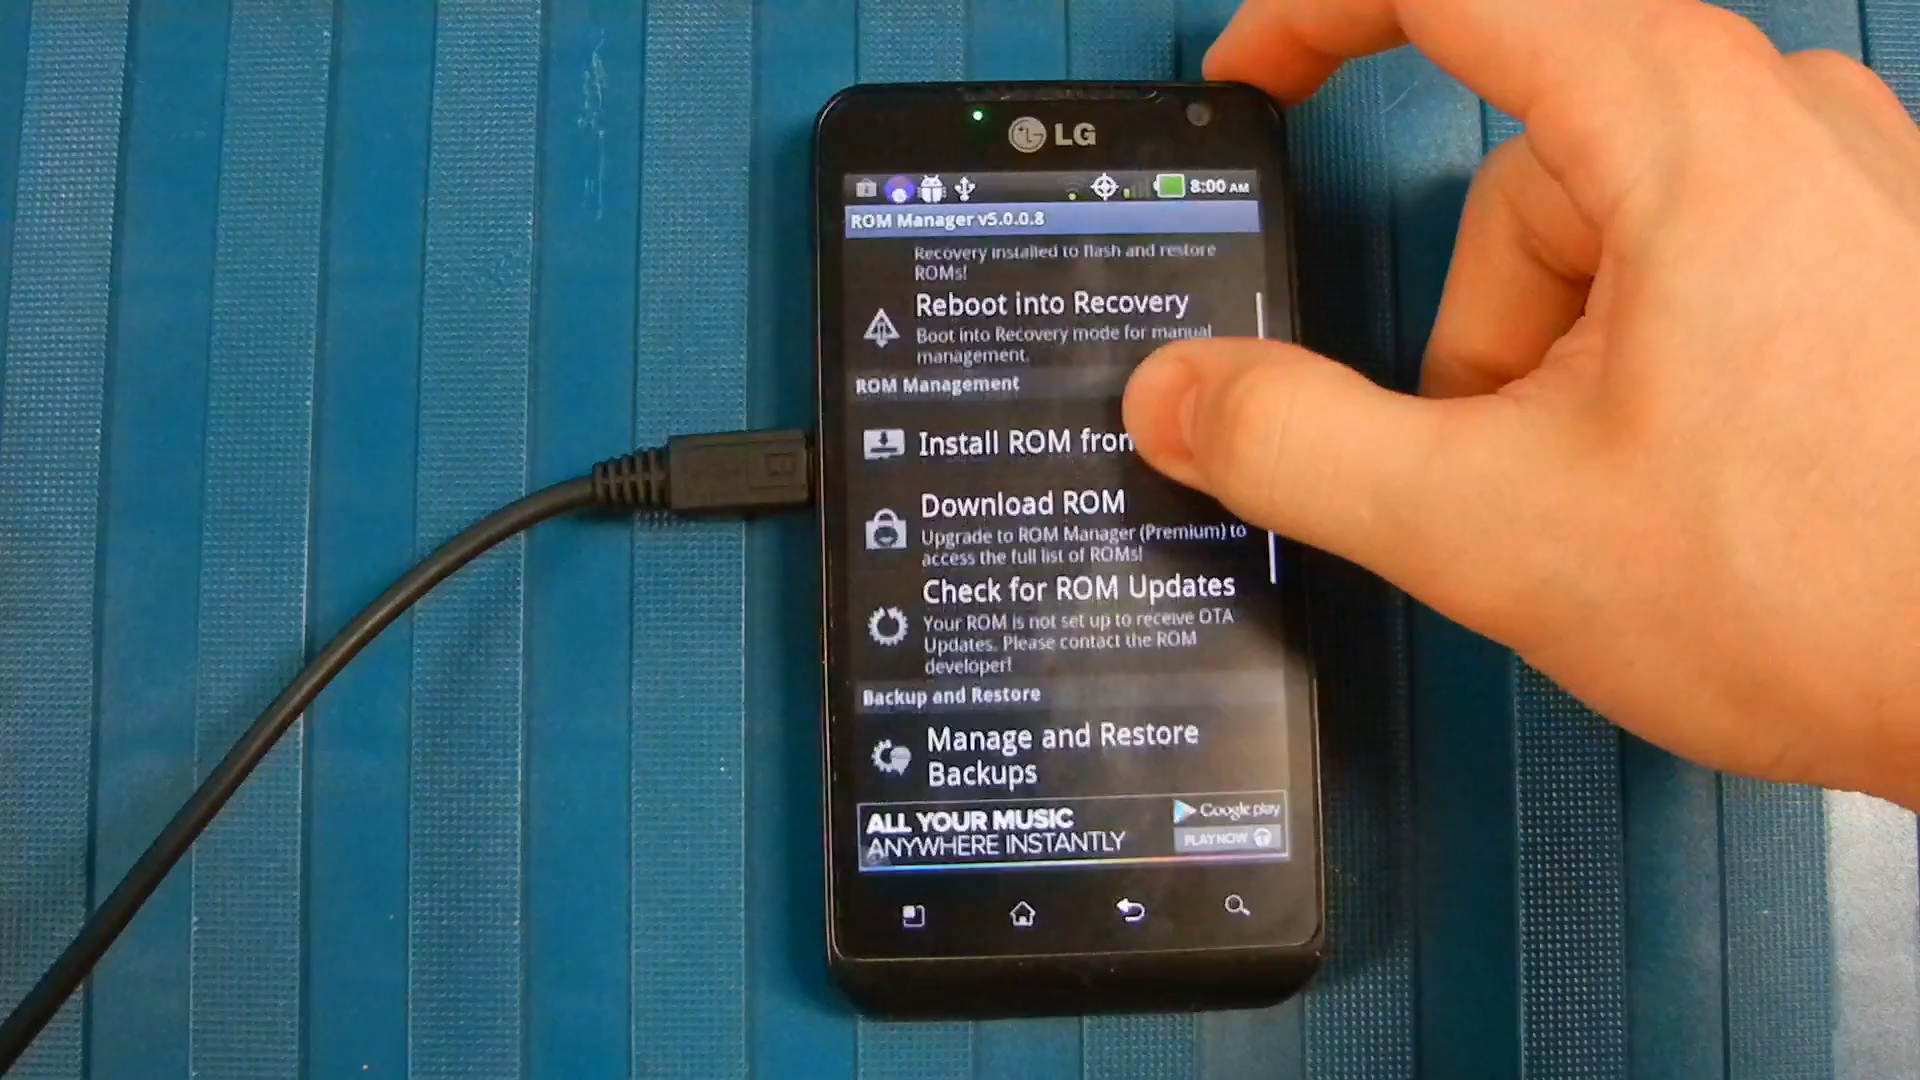 LG
8:00 AM
ROM Manager v5.0.0.8
Recovery installed to flash and restore
ROMs!
Reboot into Recovery
Boot into Recovery mode for manual
management.
ROM Management
Install ROM from
Download ROM
Upgrade to ROM Manager (Premium) to
access the full list of ROMs!
Check for ROM Updates
Your ROM is not set up to receive OTA
Updates. Please contact the ROM
developer!
Backup and Restore
Manage and Restore
Backups
ALL YOUR MUSIC
ANYWHERE INSTANTLY
Google play
PLAY NOW